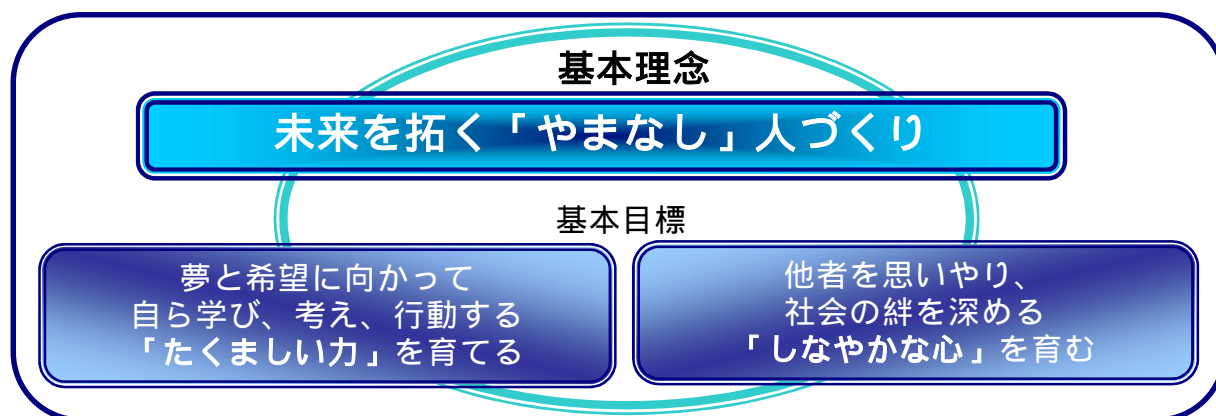 基本理念
未来を拓く「やまなし」人づくり
基本目標
夢と希望に向かって
自ら学び、考え、行動する
「たくましい力」を育てる
他者を思いやり、
社会の絆を深める
「しなやかな心」を育む